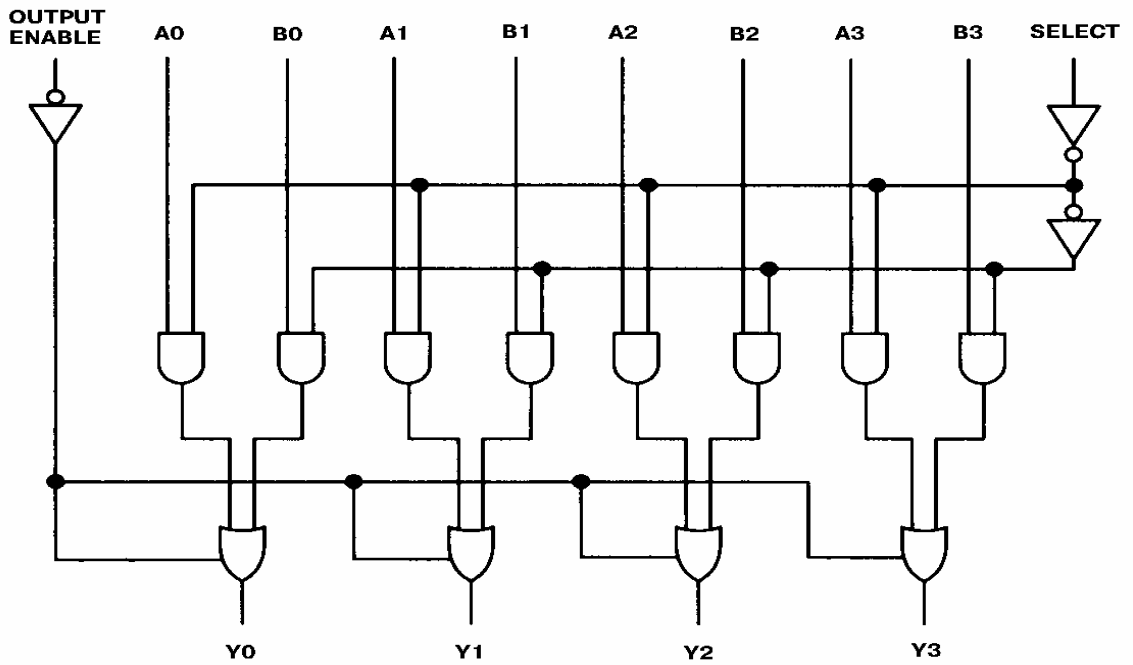 OUTPUT
ENABLE
A0
B0
A1
B1
A2
B2
A3
B3
SELECT
Y0
Y1
Y2
Y3